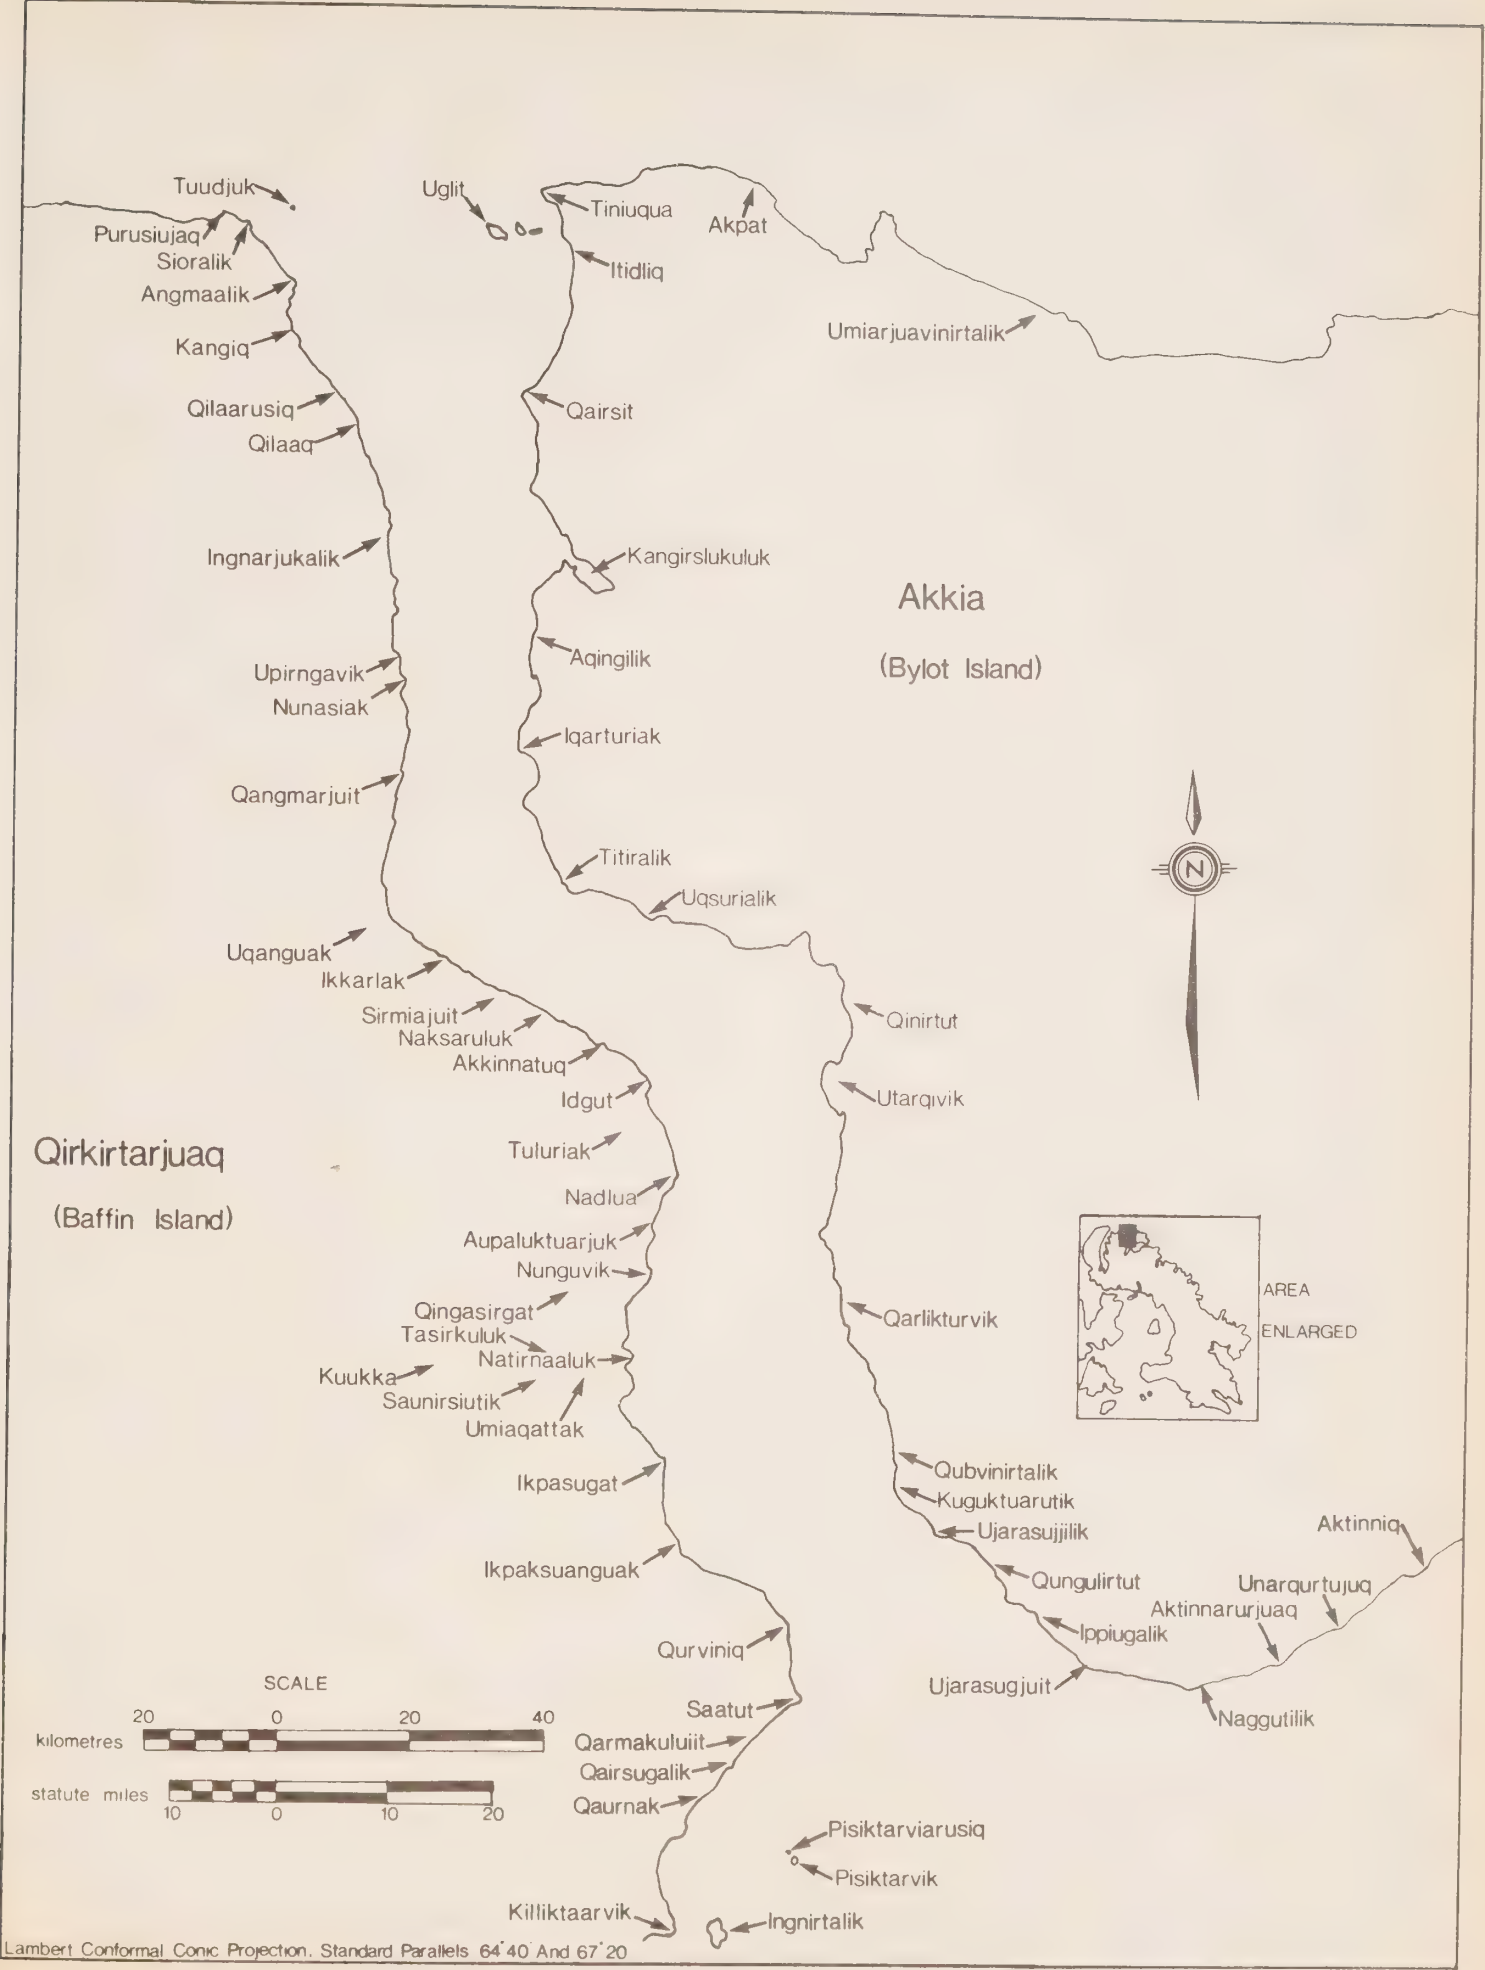 Tuudjuk
Uglit
Tiniuqua
Akpat
Purusiujaq
Sioralik
Itidliq
Angmaalik
Umiarjuavinirtalik
Kangiq
Qilaarusiq
Qairsit
Qilaaq
Ingnarjukalik
Kangirslukuluk
Akkia
(Bylot Island)
Aqingilik
Upirngavik
Nunasiak
Iqarturiak
Qangmarjuit
Titiralik
N
Uqsurialik
Uqanguak
Ikkarlak
Sirmiajuit
Qinirtut
Naksaruluk
Akkinnatuq
Idgut
Utarqivik
Qirkirtarjuaq
(Baffin Island)
Tuluriak
Nadlua
Aupaluktuarjuk
Nunguvik
AREA
ENLARGED
Qingasirgat
Qarlikturvik
Tasirkuluk
Natirnaaluk
Kuukka
Saunirsiutik
Umiaqattak
Qubvinirtalik
Ikpasugat
Kuguktuarutik
Ujarasujjilik
Aktinniq
Ikpaksuanguak
Qungulirtut
Unarqurtujuq
Aktinnarurjuaq
Ippiugalik
Qurviniq
Ujarasugjuit
Saatut
Naggutilik
SCALE
20 0 20 40
kilometres
Qarmakuluiit
Qairsugalik
statute miles
10 0 10 20
Qaurnak
Pisiktarviarusiq
Pisiktarvik
Killiktaarvik
Ingnirtalik
Lambert Conformal Conic Projection. Standard Parallels 64°40' And 67°20